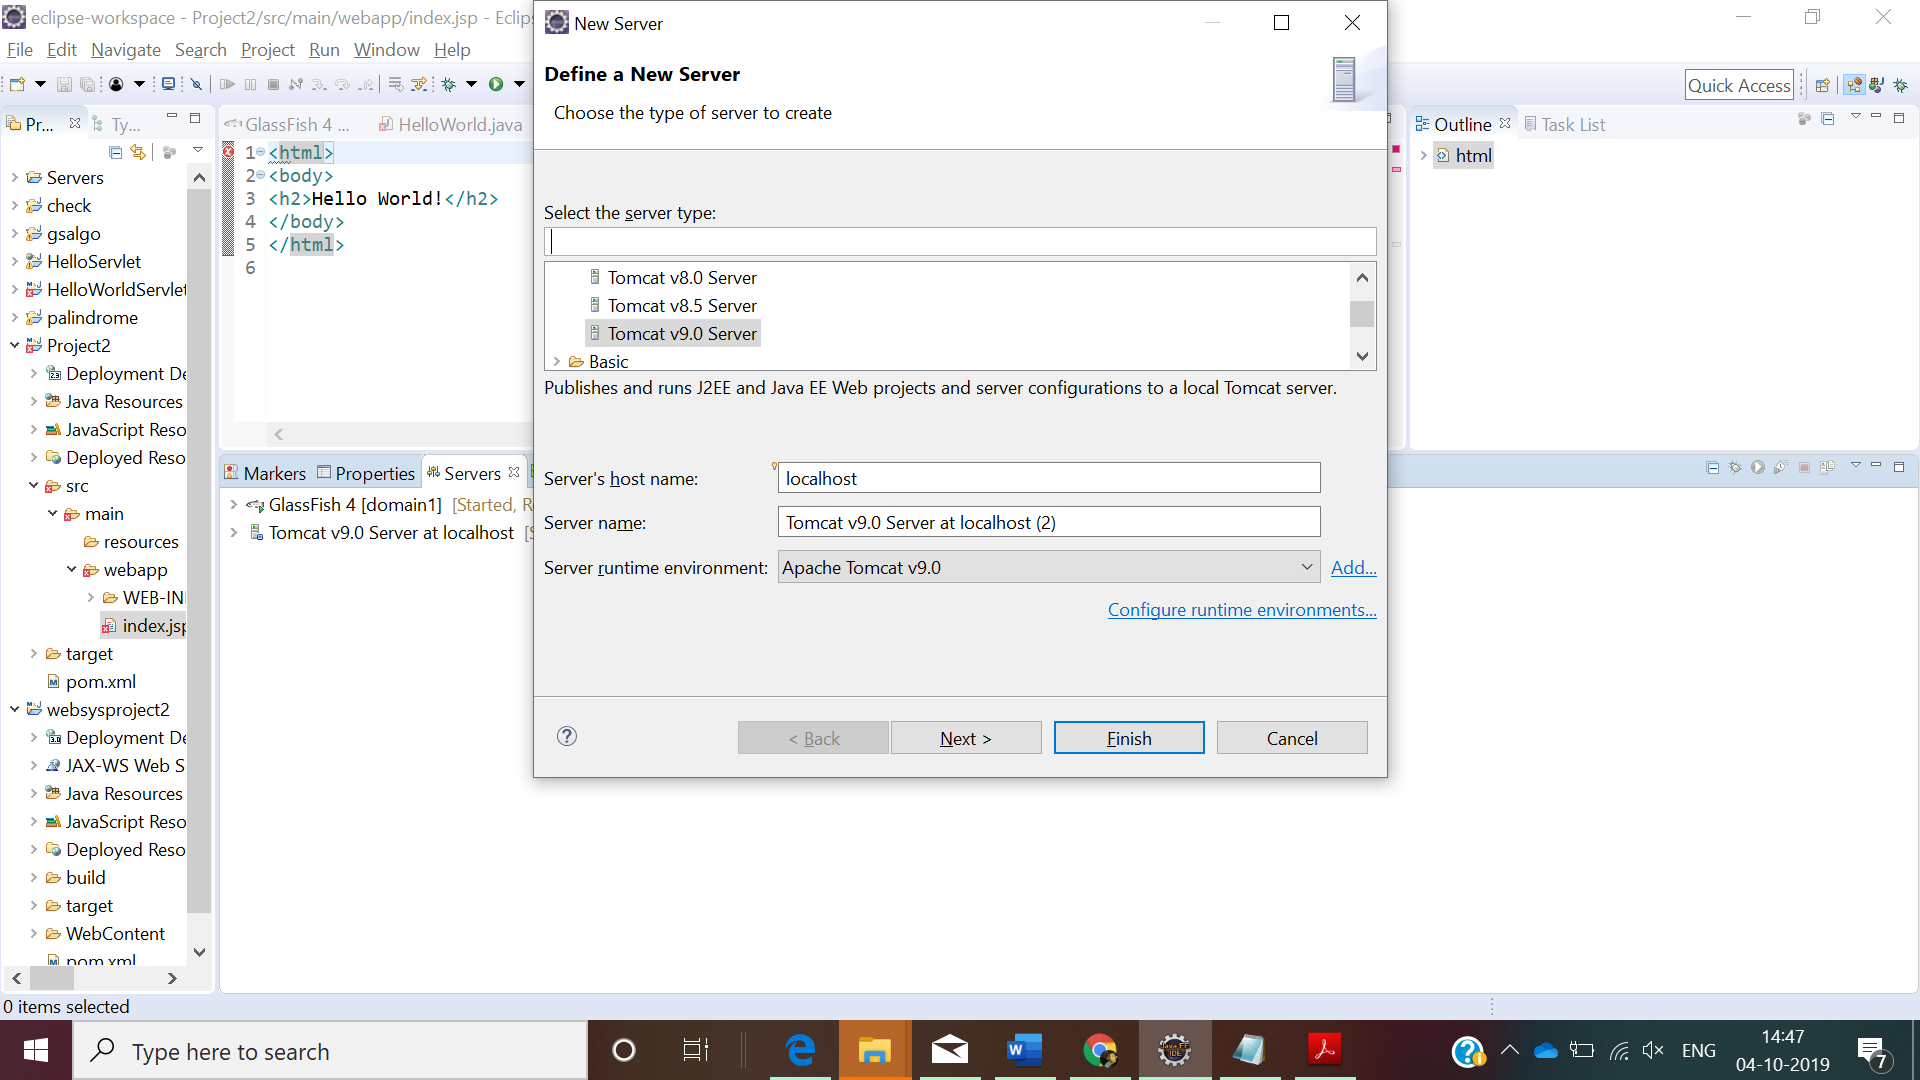 eclipse-workspace - Project2/src/main/webapp/index.jsp - Eclips
File Edit Navigate Search Project Run Window Help
Quick Access
Pr...
Ty...
Servers
check
gsalgo
HelloServlet
HelloWorldServlet
palindrome
Project2
Deployment De
Java Resources
JavaScript Reso
Deployed Reso
src
main
resources
webapp
WEB-INF
index.jsp
target
pom.xml
websysproject2
Deployment De
JAX-WS Web S
Java Resources
JavaScript Reso
Deployed Reso
build
target
WebContent
pom.xml
0 items selected
GlassFish 4 ...
HelloWorld.java
1 <html>
2 <body>
3 <h2>Hello World!</h2>
4 </body>
5 </html>
6
Markers Properties Servers
GlassFish 4 [domain1] [Started, R
Tomcat v9.0 Server at localhost [S
New Server
Define a New Server
Choose the type of server to create
Select the server type:
Tomcat v8.0 Server
Tomcat v8.5 Server
Tomcat v9.0 Server
Basic
Publishes and runs J2EE and Java EE Web projects and server configurations to a local Tomcat server.
Server's host name: localhost
Server name: Tomcat v9.0 Server at localhost (2)
Server runtime environment: Apache Tomcat v9.0 Add...
Configure runtime environments...
< Back Next > Finish Cancel
Outline Task List
html
Type here to search
Java EE
IDE
ENG
14:47
04-10-2019
7